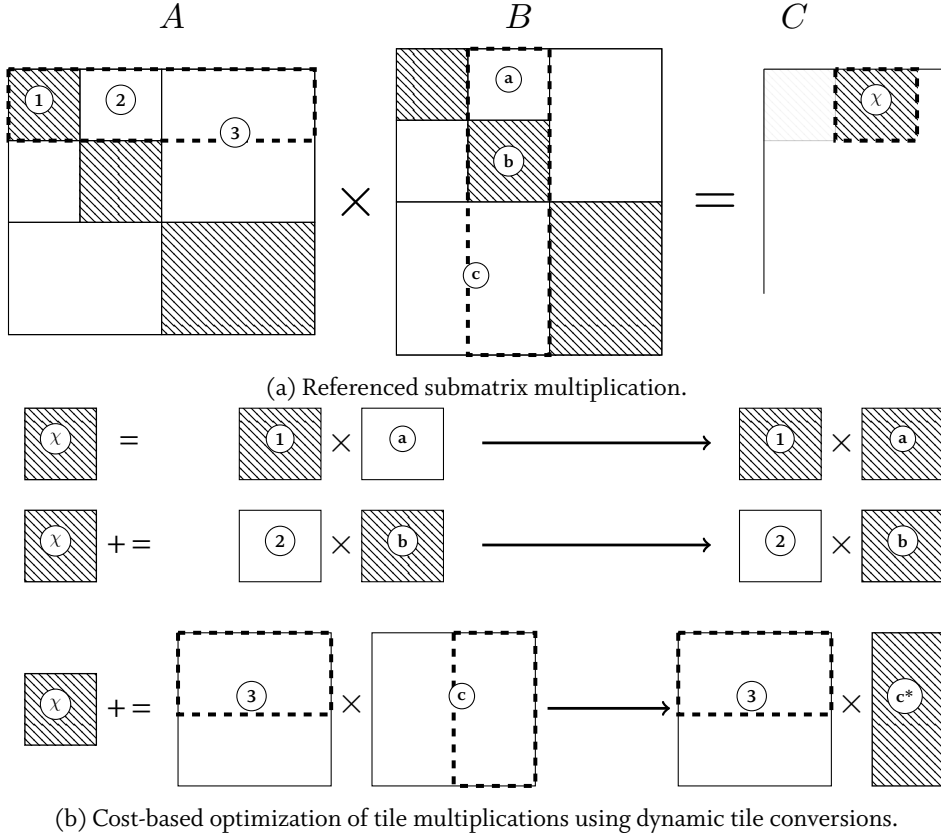 A B C
1 2 3 a b c × = χ
(a) Referenced submatrix multiplication.
χ = 1 × a 1 × a
χ += 2 × b 2 × b
χ += 3 × c 3 × c*
(b) Cost-based optimization of tile multiplications using dynamic tile conversions.